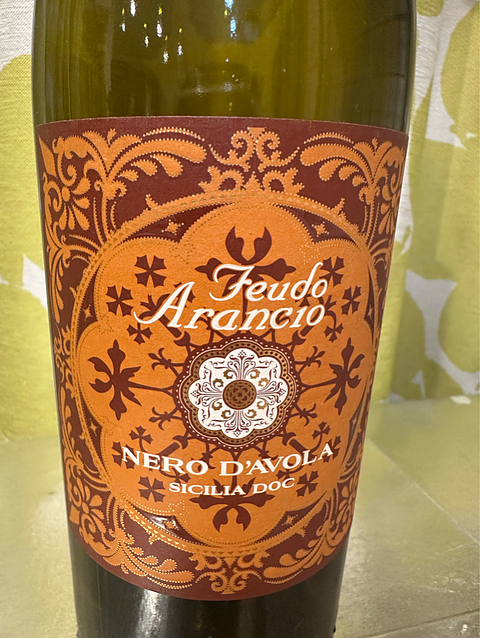 Feudo
Arancio
NERO D'AVOLA
SICILIA DOC